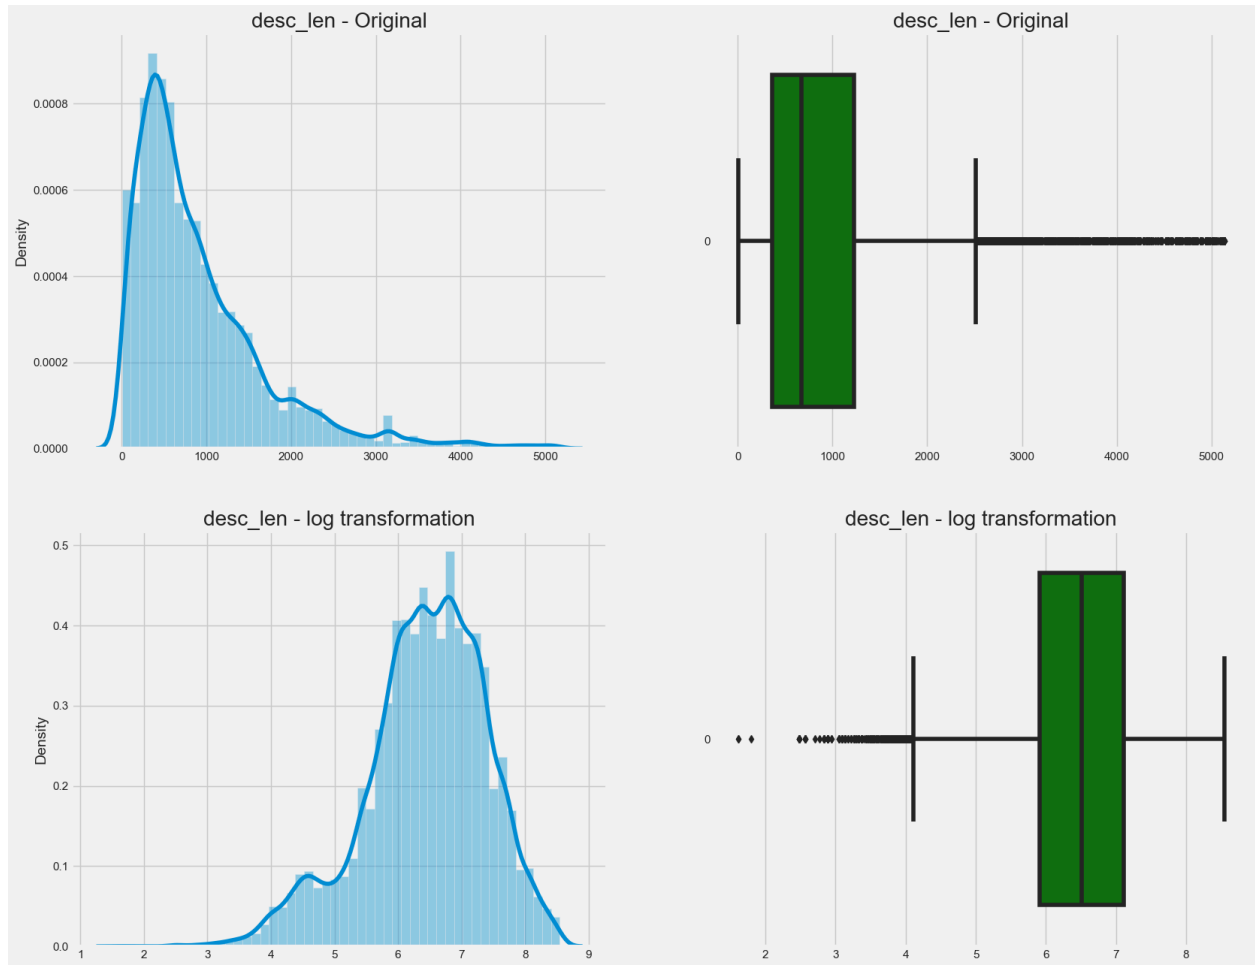 desc_len - Original
desc_len - Original
Density
0.0008
0.0006
0.0004
0.0002
0.0000
0 1000 2000 3000 4000 5000
0
0 1000 2000 3000 4000 5000
desc_len - log transformation
desc_len - log transformation
Density
0.5
0.4
0.3
0.2
0.1
0.0
1 2 3 4 5 6 7 8 9
0
2 3 4 5 6 7 8